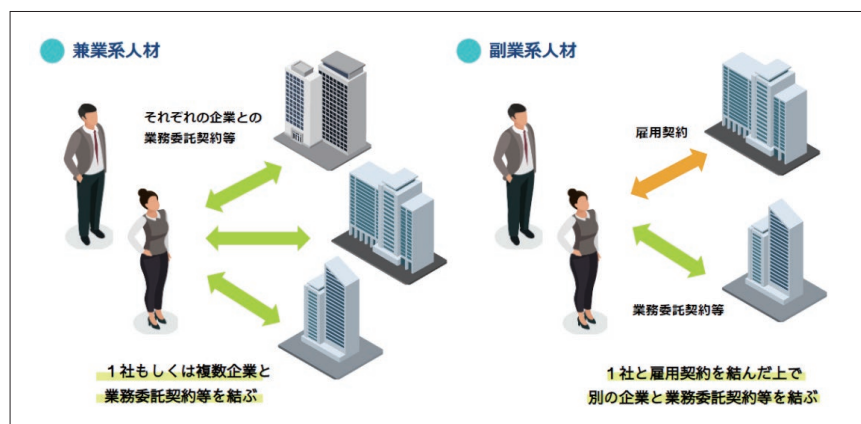 兼業系人材
それぞれの企業との
業務委託契約等
1社もしくは複数企業と
業務委託契約等を結ぶ
副業系人材
雇用契約
業務委託契約等
1社と雇用契約を結んだ上で
別の企業と業務委託契約等を結ぶ